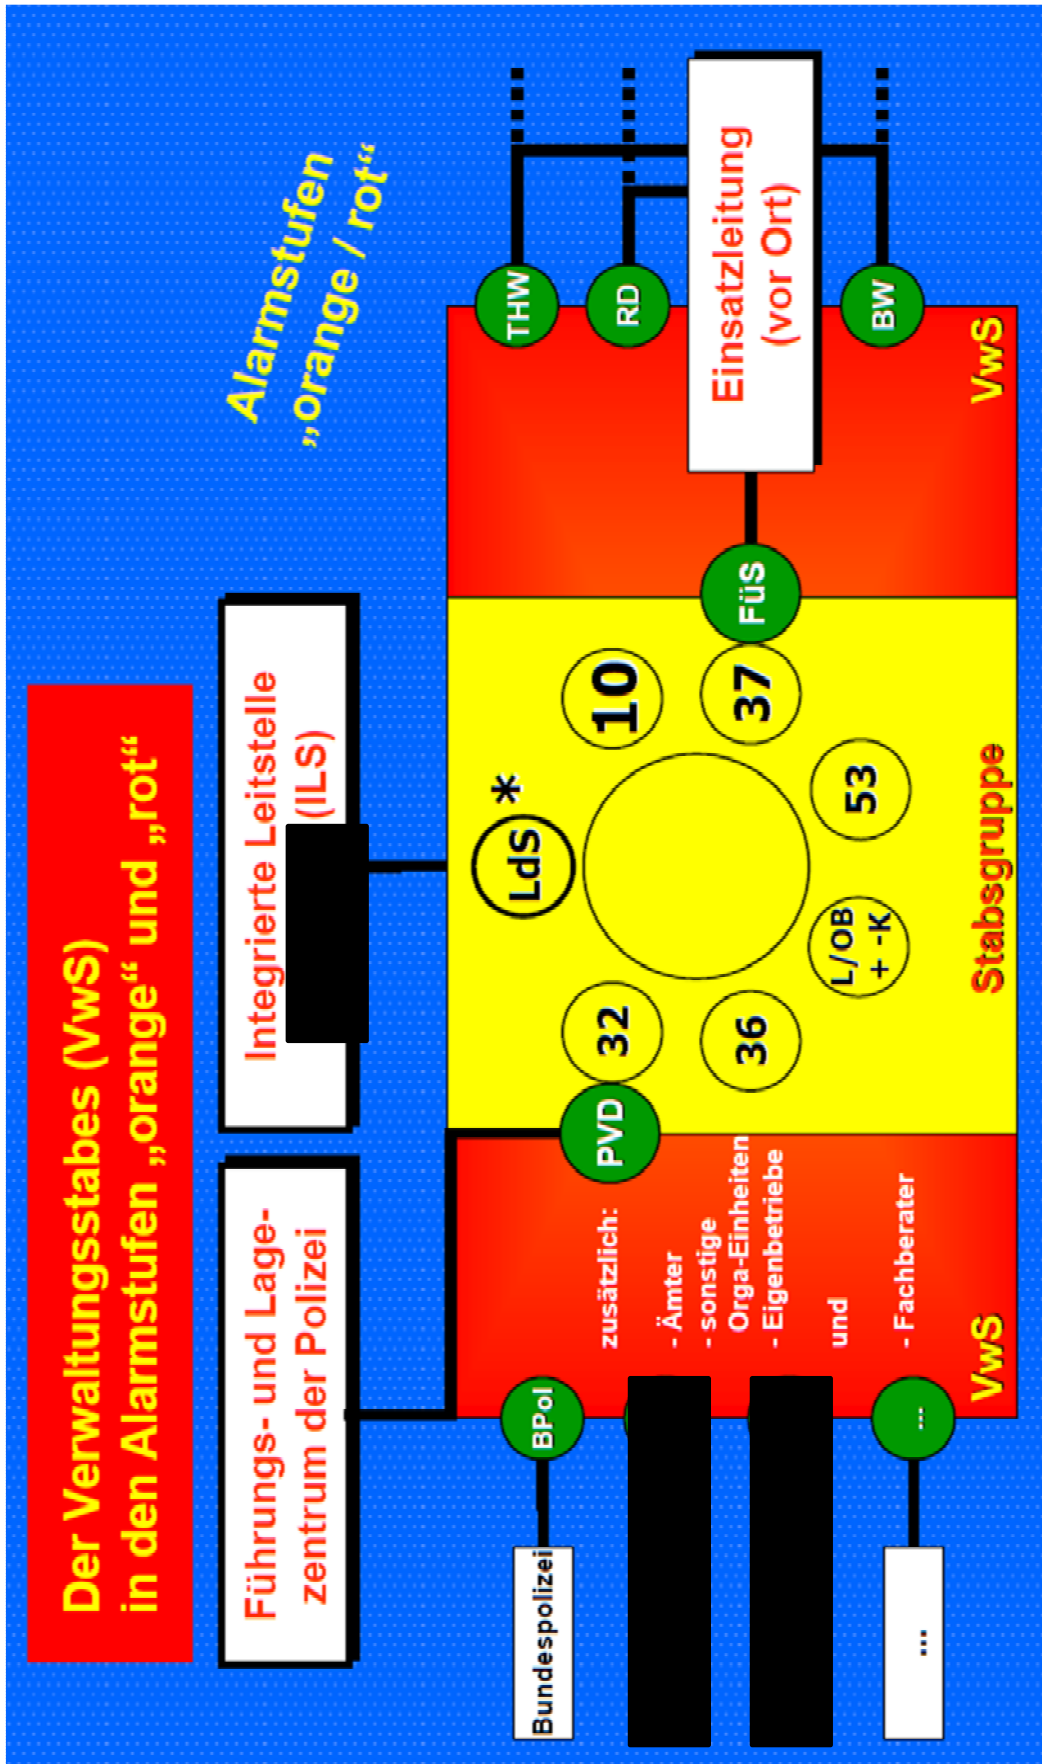 Der Verwaltungsstabes (VwS)
in den Alarmstufen „orange“ und „rot“
Führungs- und Lage-
zentrum der Polizei
Integrierte Leitstelle
(ILS)
Alarmstufen
„orange / rot“
Bundespolizei
BPol
...
...
zusätzlich:
- Ämter
- sonstige
Orga-Einheiten
- Eigenbetriebe
und
- Fachberater
VwS
PVD
32
36
LdS
*
10
37
53
L/OB
+ -K
Stabsgruppe
FüS
Einsatzleitung
(vor Ort)
THW
RD
BW
VwS